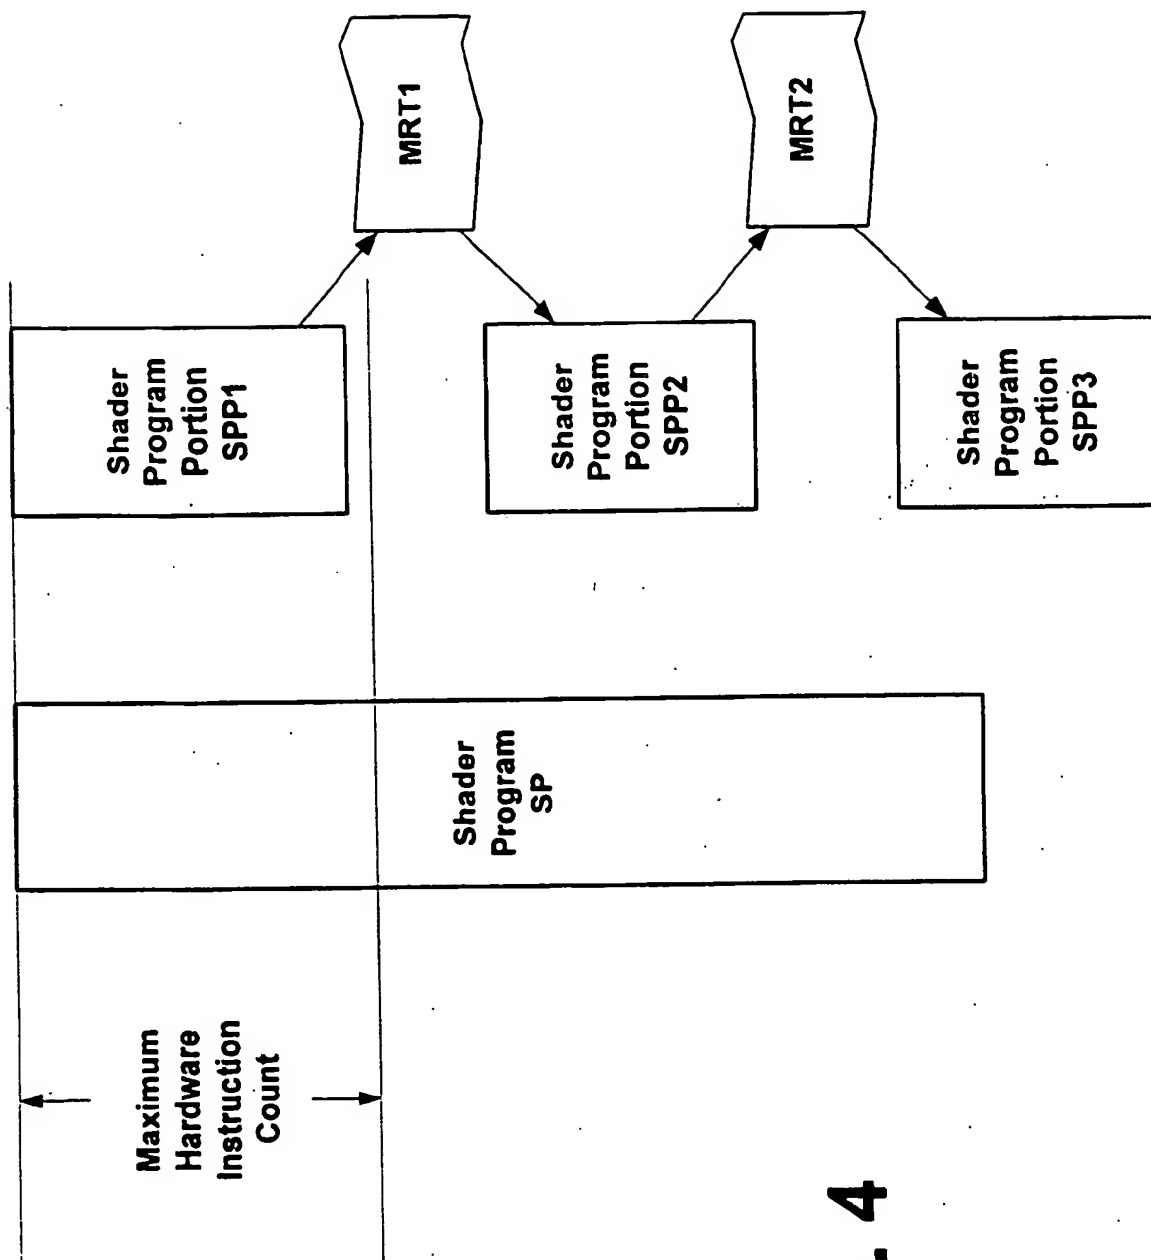 Maximum
Hardware
Instruction
Count
Shader
Program
SP
Shader
Program
Portion
SPP1
MRT1
Shader
Program
Portion
SPP2
MRT2
Shader
Program
Portion
SPP3
. 4